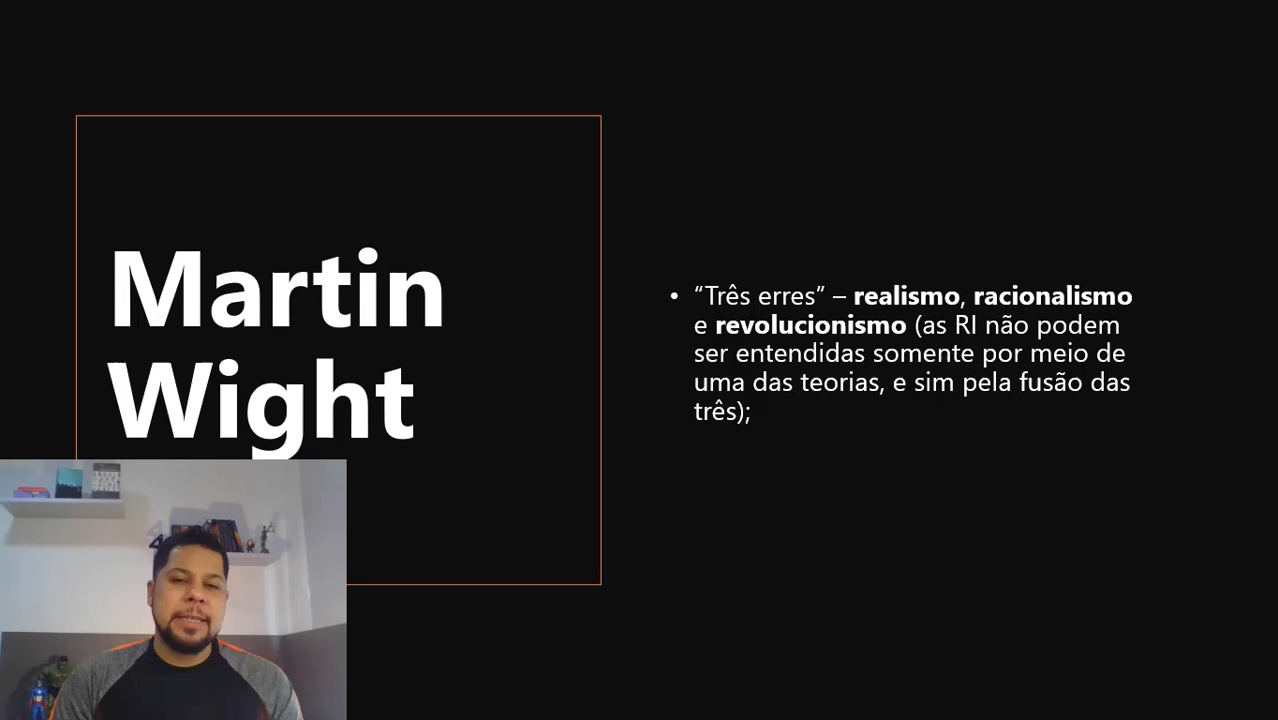 Martin
Wight
• “Três erres” – realismo, racionalismo
e revolucionismo (as RI não podem
ser entendidas somente por meio de
uma das teorias, e sim pela fusão das
três);